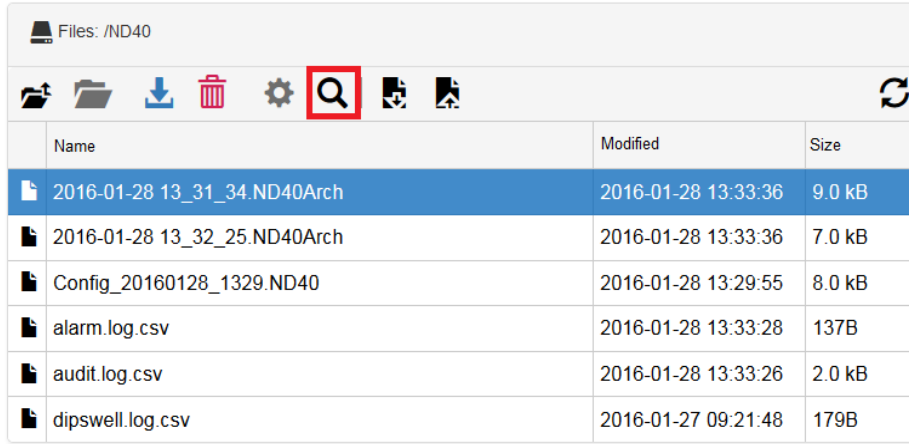 Files: /ND40
Name Modified Size
2016-01-28 13_31_34.ND40Arch 2016-01-28 13:33:36 9.0 kB
2016-01-28 13_32_25.ND40Arch 2016-01-28 13:33:36 7.0 kB
Config_20160128_1329.ND40 2016-01-28 13:29:55 8.0 kB
alarm.log.csv 2016-01-28 13:33:28 137B
audit.log.csv 2016-01-28 13:33:26 2.0 kB
dipswell.log.csv 2016-01-27 09:21:48 179B